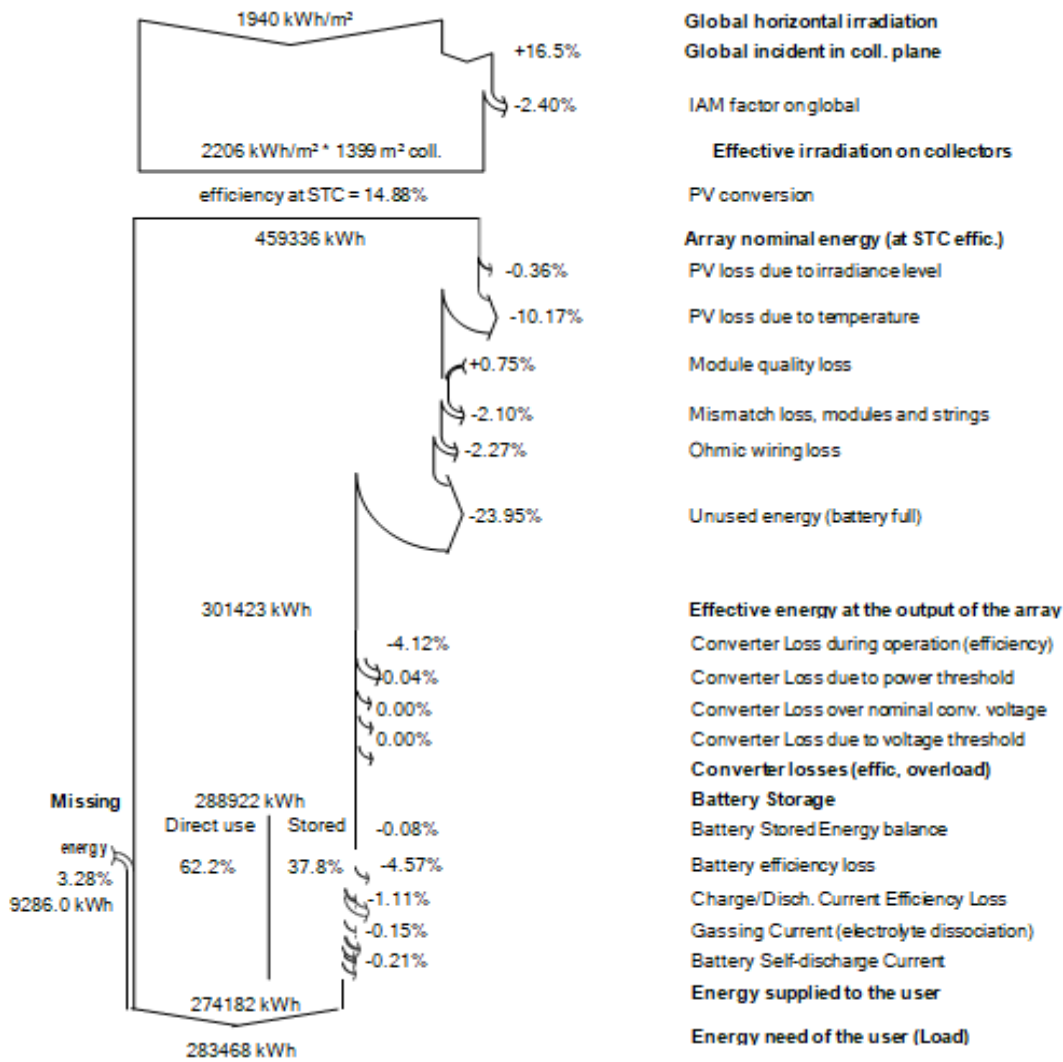 1940 kWh/m² Global horizontal irradiation
+16.5% Global incident in coll. plane
-2.40% IAM factor on global
2206 kWh/m² * 1399 m² coll. Effective irradiation on collectors
efficiency at STC = 14.88% PV conversion
459336 kWh Array nominal energy (at STC effic.)
-0.36% PV loss due to irradiance level
-10.17% PV loss due to temperature
+0.75% Module quality loss
-2.10% Mismatch loss, modules and strings
-2.27% Ohmic wiring loss
-23.95% Unused energy (battery full)
301423 kWh Effective energy at the output of the array
-4.12% Converter Loss during operation (efficiency)
-0.04% Converter Loss due to power threshold
0.00% Converter Loss over nominal conv. voltage
0.00% Converter Loss due to voltage threshold
Converter losses (effic, overload)
Missing 288922 kWh Battery Storage
Direct use Stored -0.08% Battery Stored Energy balance
energy 62.2% 37.8% -4.57% Battery efficiency loss
3.28%
9286.0 kWh -1.11% Charge/Disch. Current Efficiency Loss
-0.15% Gassing Current (electrolyte dissociation)
-0.21% Battery Self-discharge Current
274182 kWh Energy supplied to the user
283468 kWh Energy need of the user (Load)